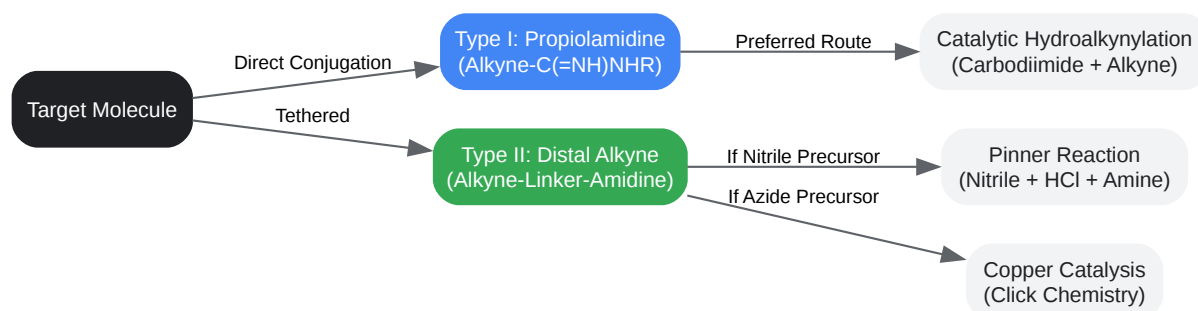 Target Molecule
Direct Conjugation
Tethered
Type I: Propiolamidine
(Alkyne-C(=NH)NHR)
Type II: Distal Alkyne
(Alkyne-Linker-Amidine)
Preferred Route
If Nitrile Precursor
If Azide Precursor
Catalytic Hydroalkynylation
(Carbodiimide + Alkyne)
Pinner Reaction
(Nitrile + HCl + Amine)
Copper Catalysis
(Click Chemistry)